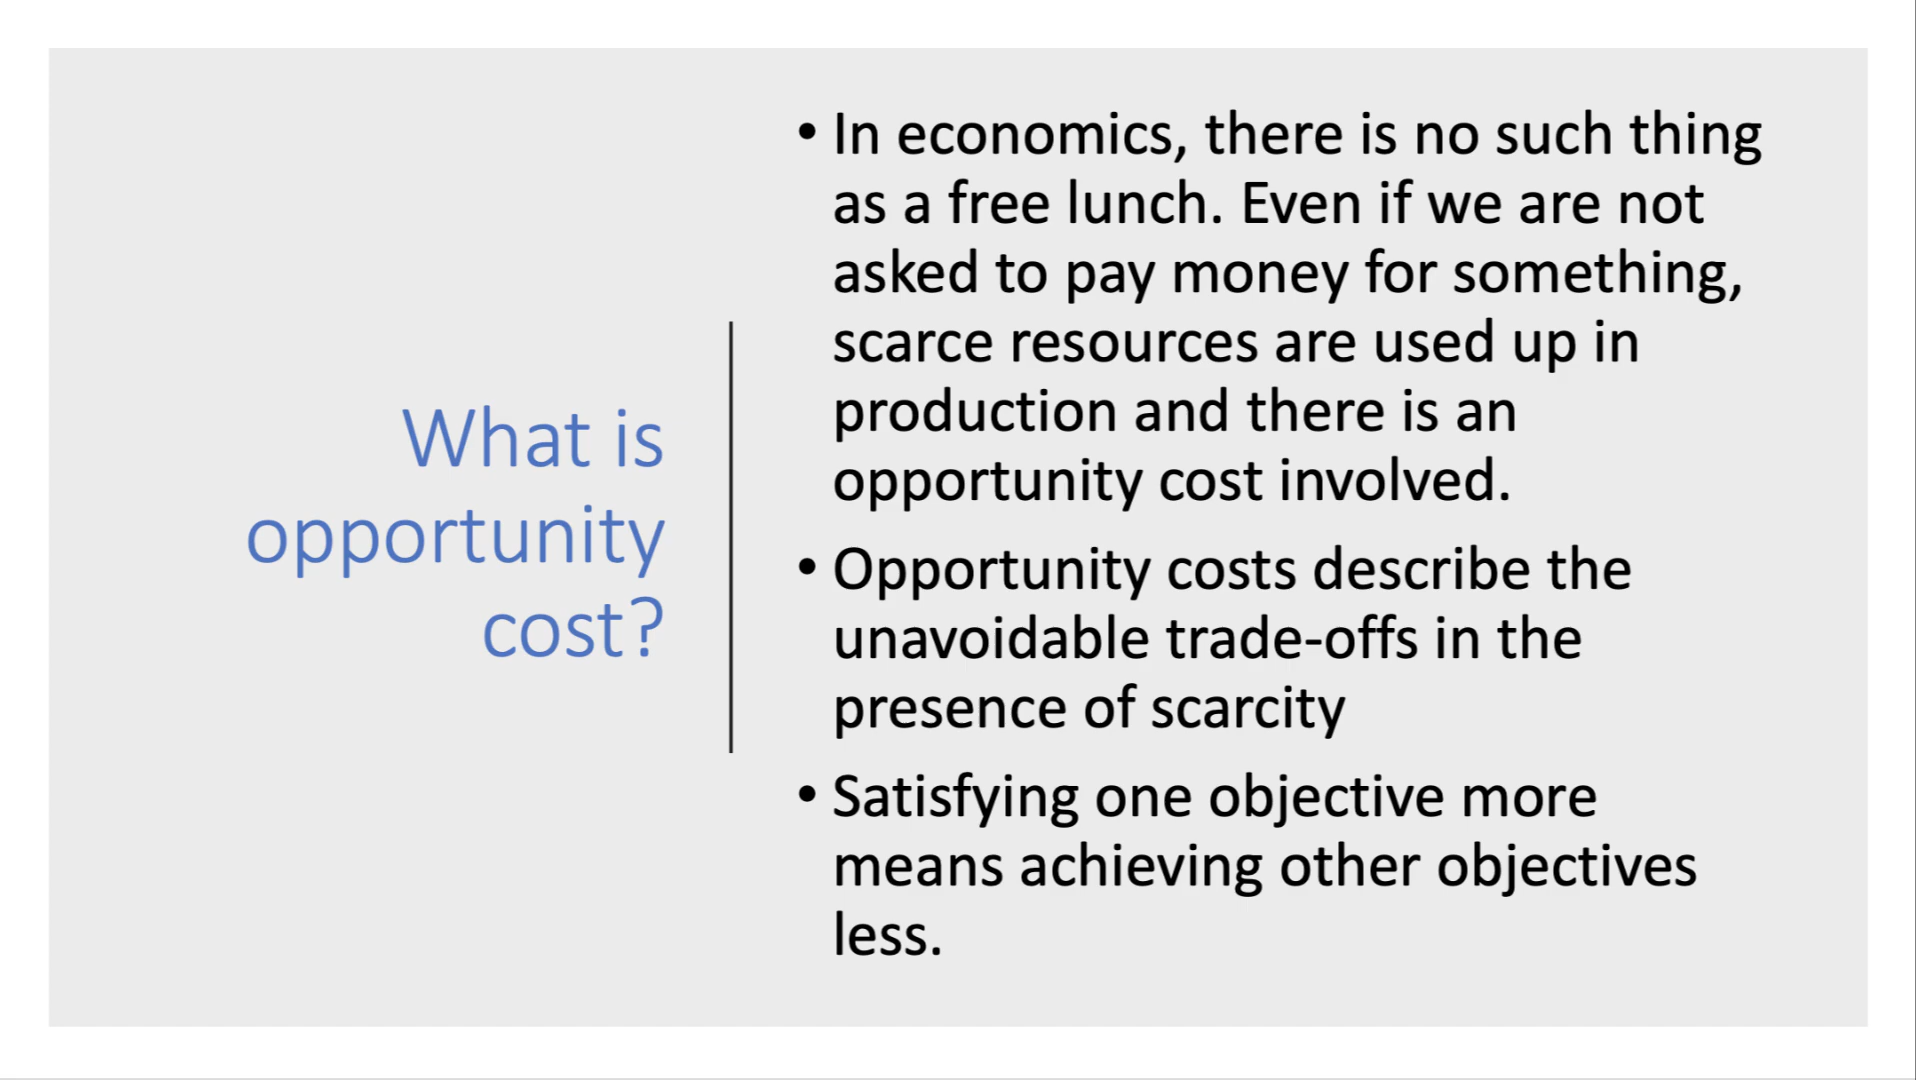 What is
opportunity
cost?
• In economics, there is no such thing
as a free lunch. Even if we are not
asked to pay money for something,
scarce resources are used up in
production and there is an
opportunity cost involved.
• Opportunity costs describe the
unavoidable trade-offs in the
presence of scarcity
• Satisfying one objective more
means achieving other objectives
less.